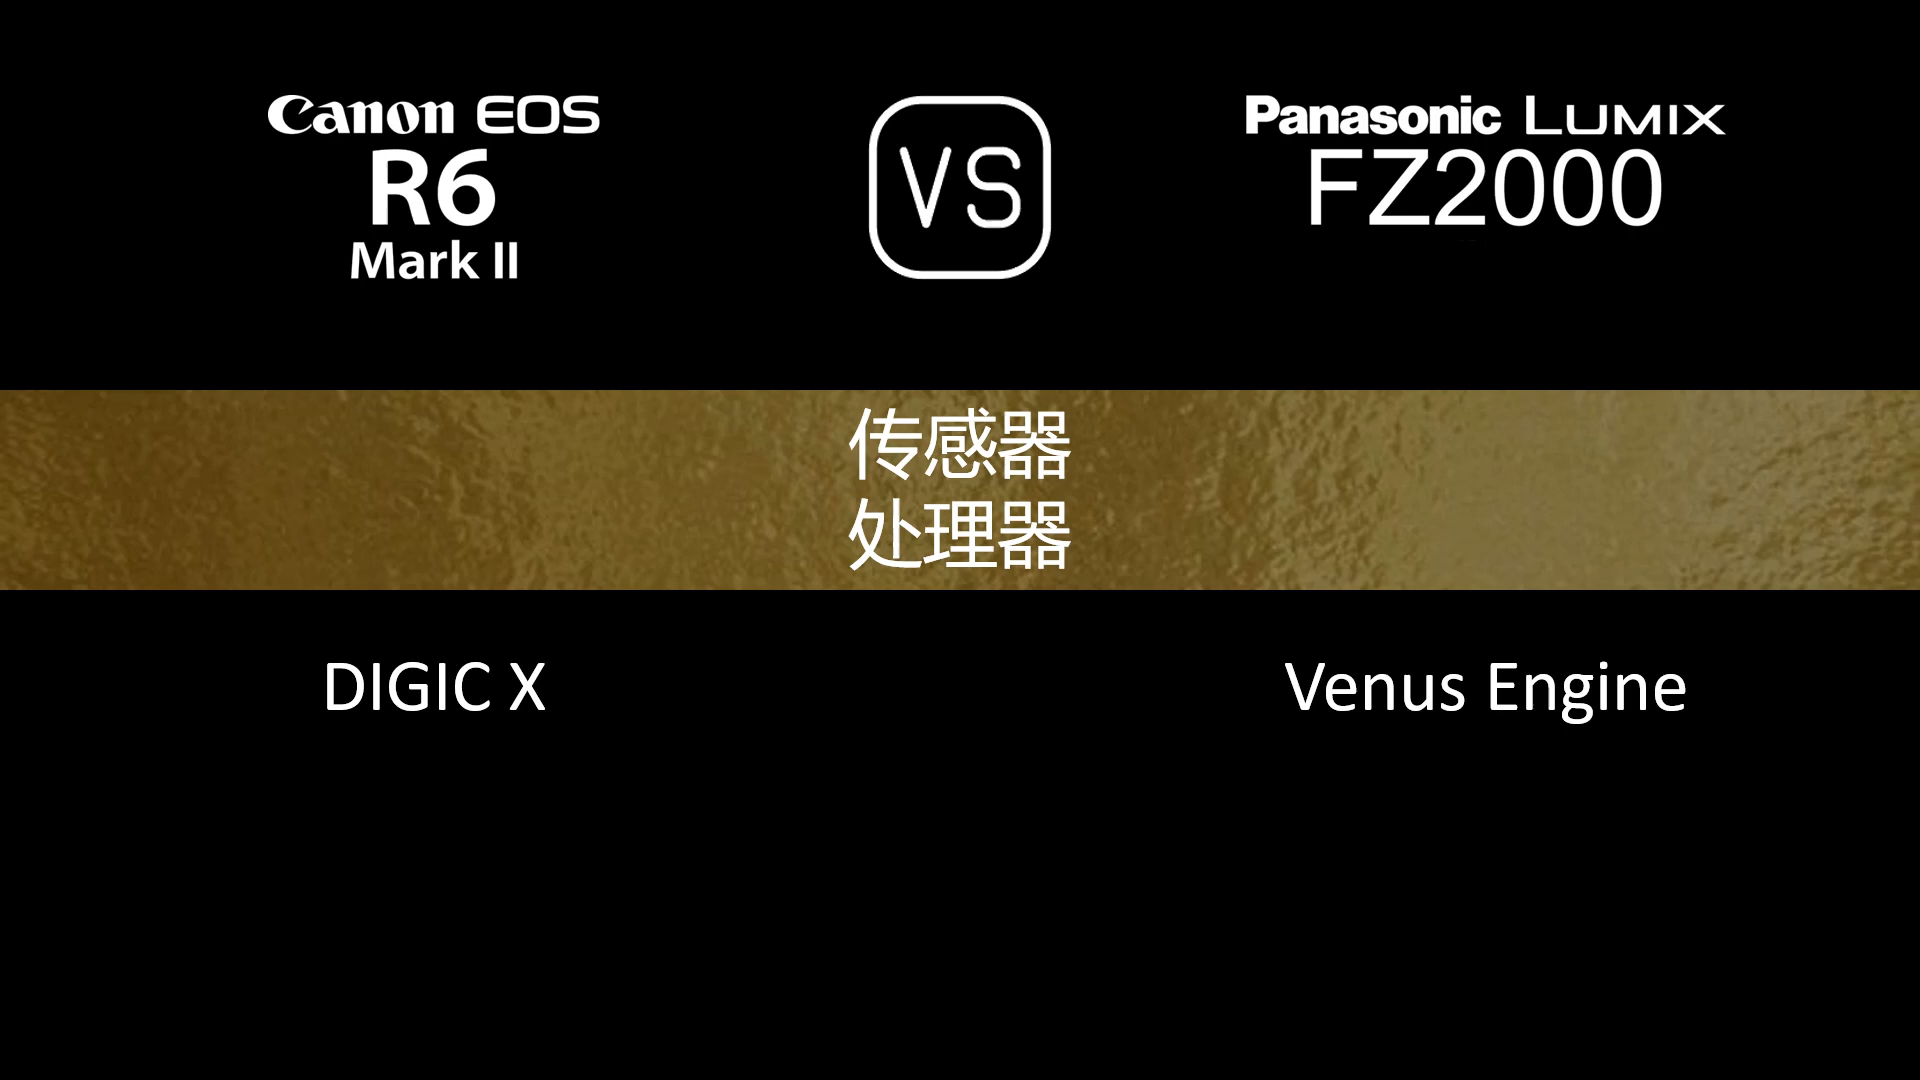 Canon EOS
R6
Mark II
VS
Panasonic LUMIX
FZ2000
传感器
处理器
DIGIC X
Venus Engine